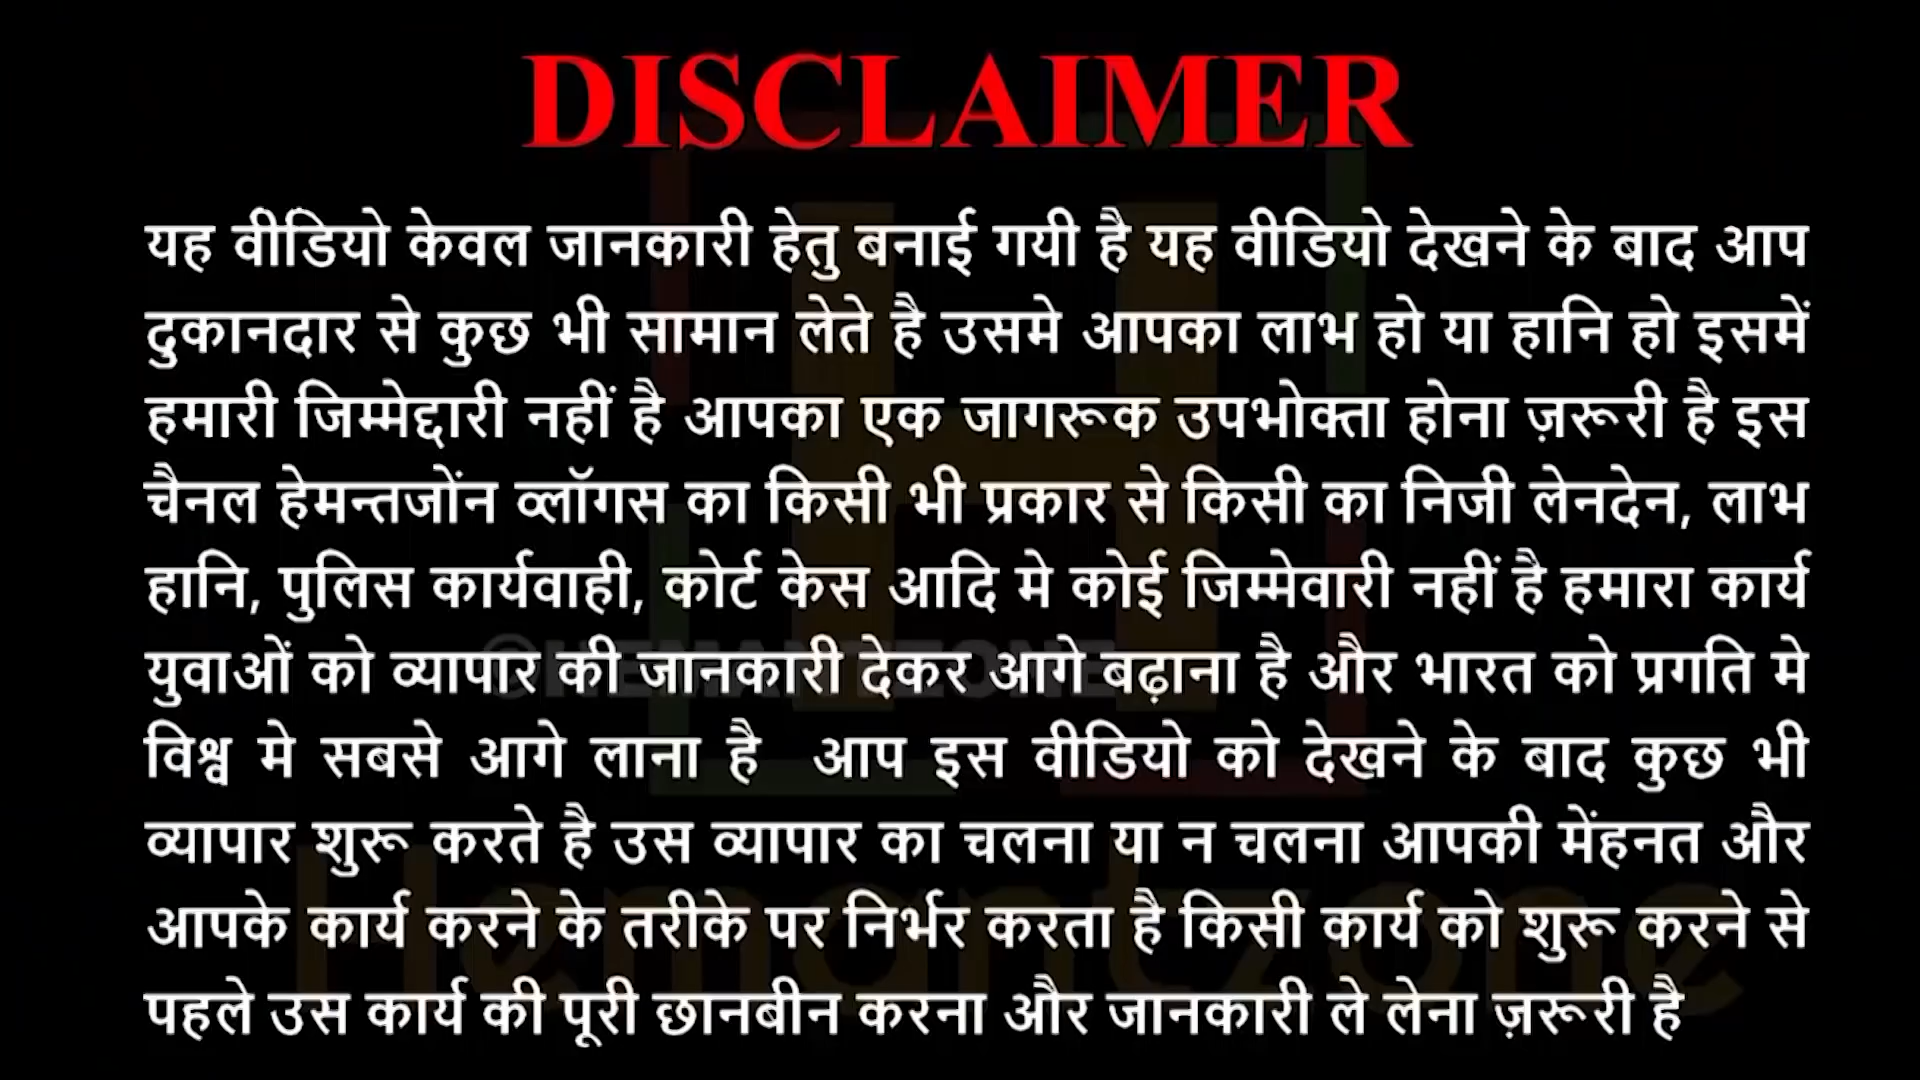 DISCLAIMER
यह वीडियो केवल जानकारी हेतु बनाई गयी है यह वीडियो देखने के बाद आप
दुकानदार से कुछ भी सामान लेते है उसमे आपका लाभ हो या हानि हो इसमें
हमारी जिम्मेद्दारी नहीं है आपका एक जागरूक उपभोक्ता होना ज़रूरी है इस
चैनल हेमन्तजोंन व्लॉगस का किसी भी प्रकार से किसी का निजी लेनदेन, लाभ
हानि, पुलिस कार्यवाही, कोर्ट केस आदि मे कोई जिम्मेवारी नहीं है हमारा कार्य
युवाओं को व्यापार की जानकारी देकर आगे बढ़ाना है और भारत को प्रगति मे
@HEMANTZONE
विश्व मे सबसे आगे लाना है आप इस वीडियो को देखने के बाद कुछ भी
व्यापार शुरू करते है उस व्यापार का चलना या न चलना आपकी मेंहनत और
आपके कार्य करने के तरीके पर निर्भर करता है किसी कार्य को शुरू करने से
Hemantzone
पहले उस कार्य की पूरी छानबीन करना और जानकारी ले लेना ज़रूरी है